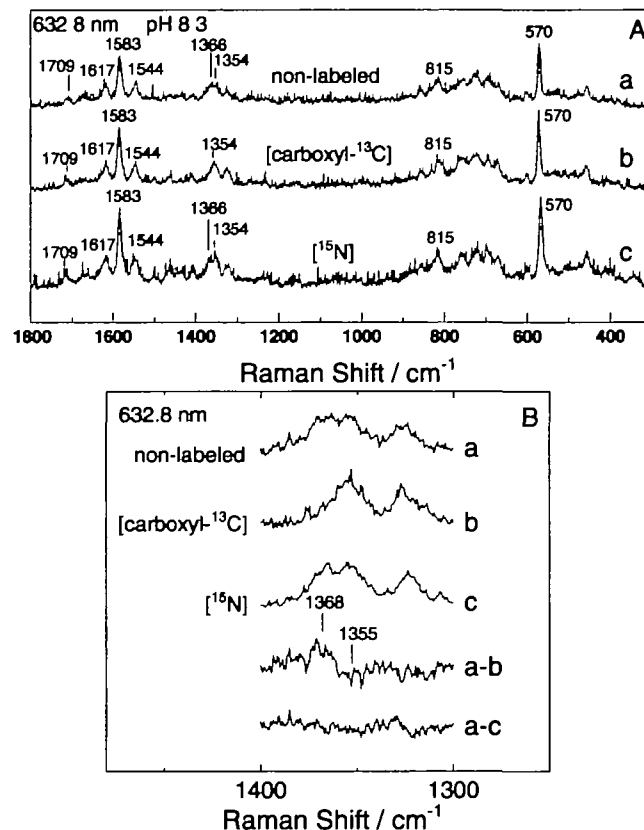 632 8 nm pH 8 3
A
1583
1709
1617
1544
1366
1354
non-labeled
815
570
a
1583
1709
1617
1544
1354
[carboxyl-¹³C]
815
570
b
1583
1709
1617
1544
1366
1354
[¹⁵N]
815
570
c
1800 1600 1400 1200 1000 800 600 400
Raman Shift / cm⁻¹
632.8 nm
B
non-labeled
a
[carboxyl-¹³C]
b
[¹⁵N]
c
1368
1355
a-b
a-c
1400 1300
Raman Shift / cm⁻¹